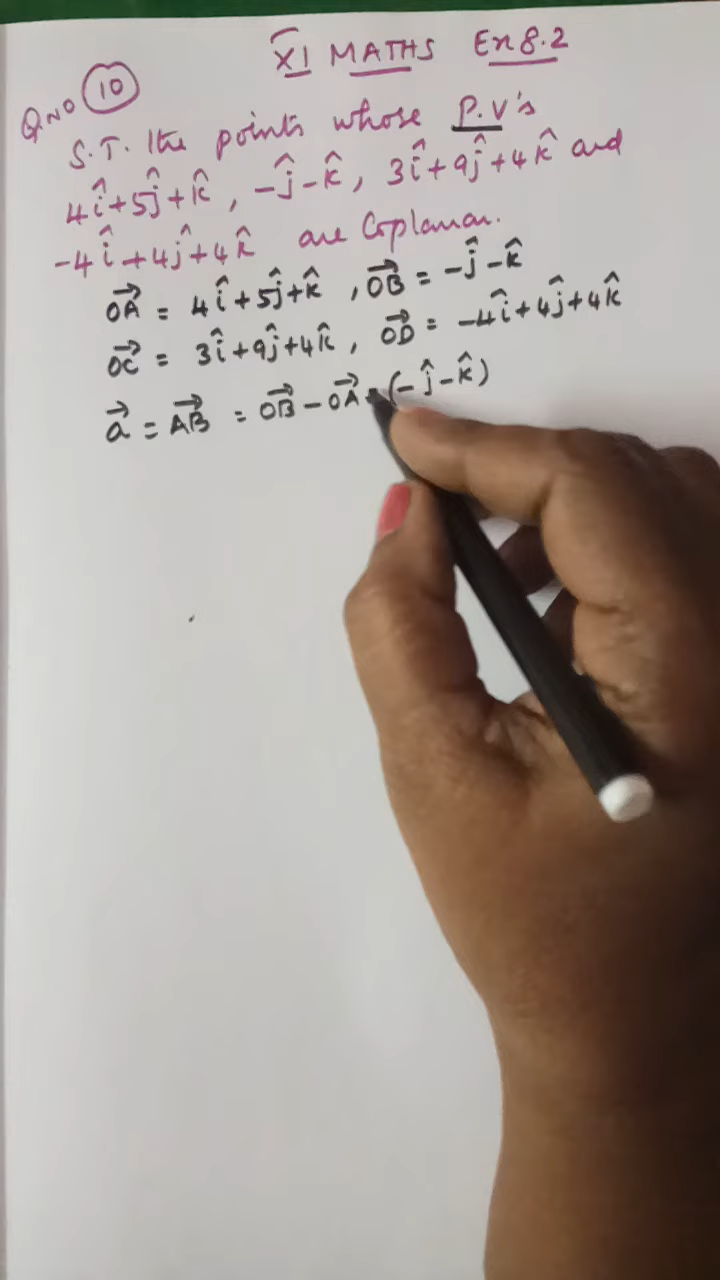 XI MATHS Ex 8.2
Q.NO 10
S.T. the points whose P.V's
4î+5ĵ+k̂, -ĵ-k̂, 3î+9ĵ+4k̂ and
-4î+4ĵ+4k̂ are Coplanar.
OA⃗ = 4î+5ĵ+k̂, OB⃗ = -ĵ-k̂
OC⃗ = 3î+9ĵ+4k̂, OD⃗ = -4î+4ĵ+4k̂
a⃗ = AB⃗ = OB⃗ - OA⃗ = (-ĵ-k̂)